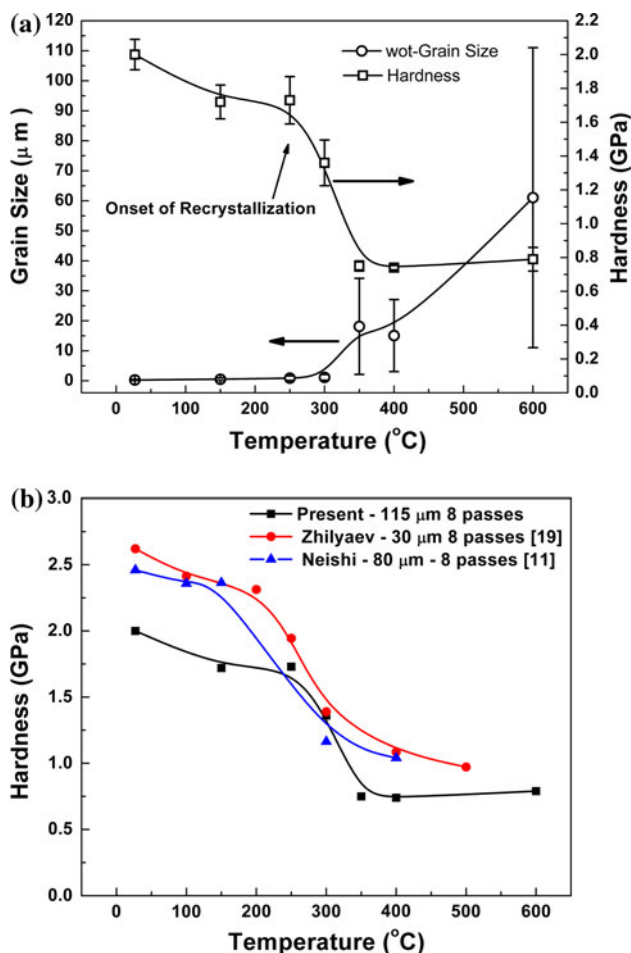 (a)
120
110
100
90
80
70
60
50
40
30
20
10
0
Grain Size (μ m )
wot-Grain Size
Hardness
Onset of Recrystallization
2.2
2.0
1.8
1.6
1.4
1.2
1.0
0.8
0.6
0.4
0.2
0.0
Hardness (GPa)
0 100 200 300 400 500 600
Temperature (°C)
(b)
3.0
2.5
2.0
1.5
1.0
0.5
0.0
Hardness (GPa)
Present - 115 μm 8 passes
Zhilyaev - 30 μm 8 passes [19]
Neishi - 80 μm - 8 passes [11]
0 100 200 300 400 500 600
Temperature (°C)